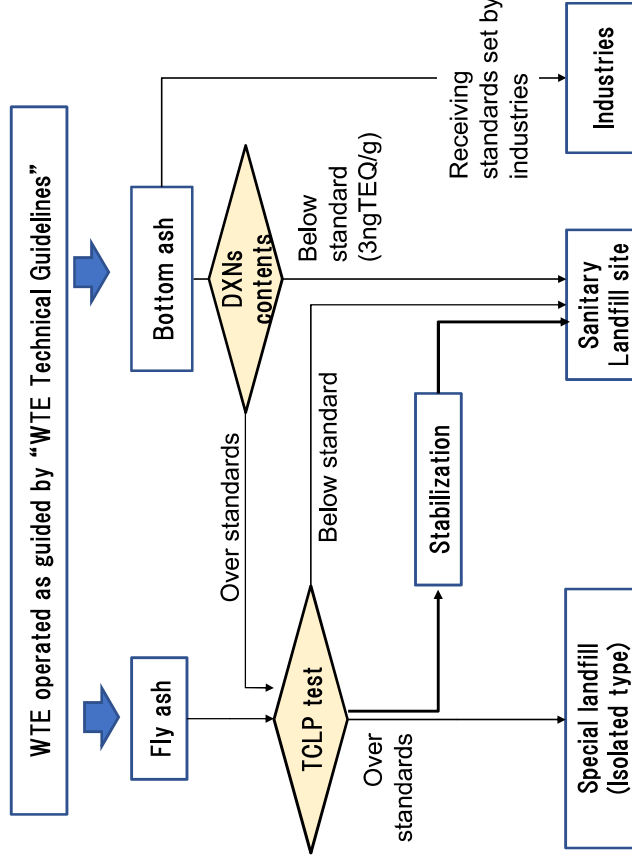 WTE operated as guided by “WTE Technical Guidelines”
Fly ash
Bottom ash
DXNs
contents
Over standards
Below
standard
(3ngTEQ/g)
Receiving
standards set by
industries
TCLP test
Below standard
Over
standards
Stabilization
Special landfill
(Isolated type)
Sanitary
Landfill site
Industries